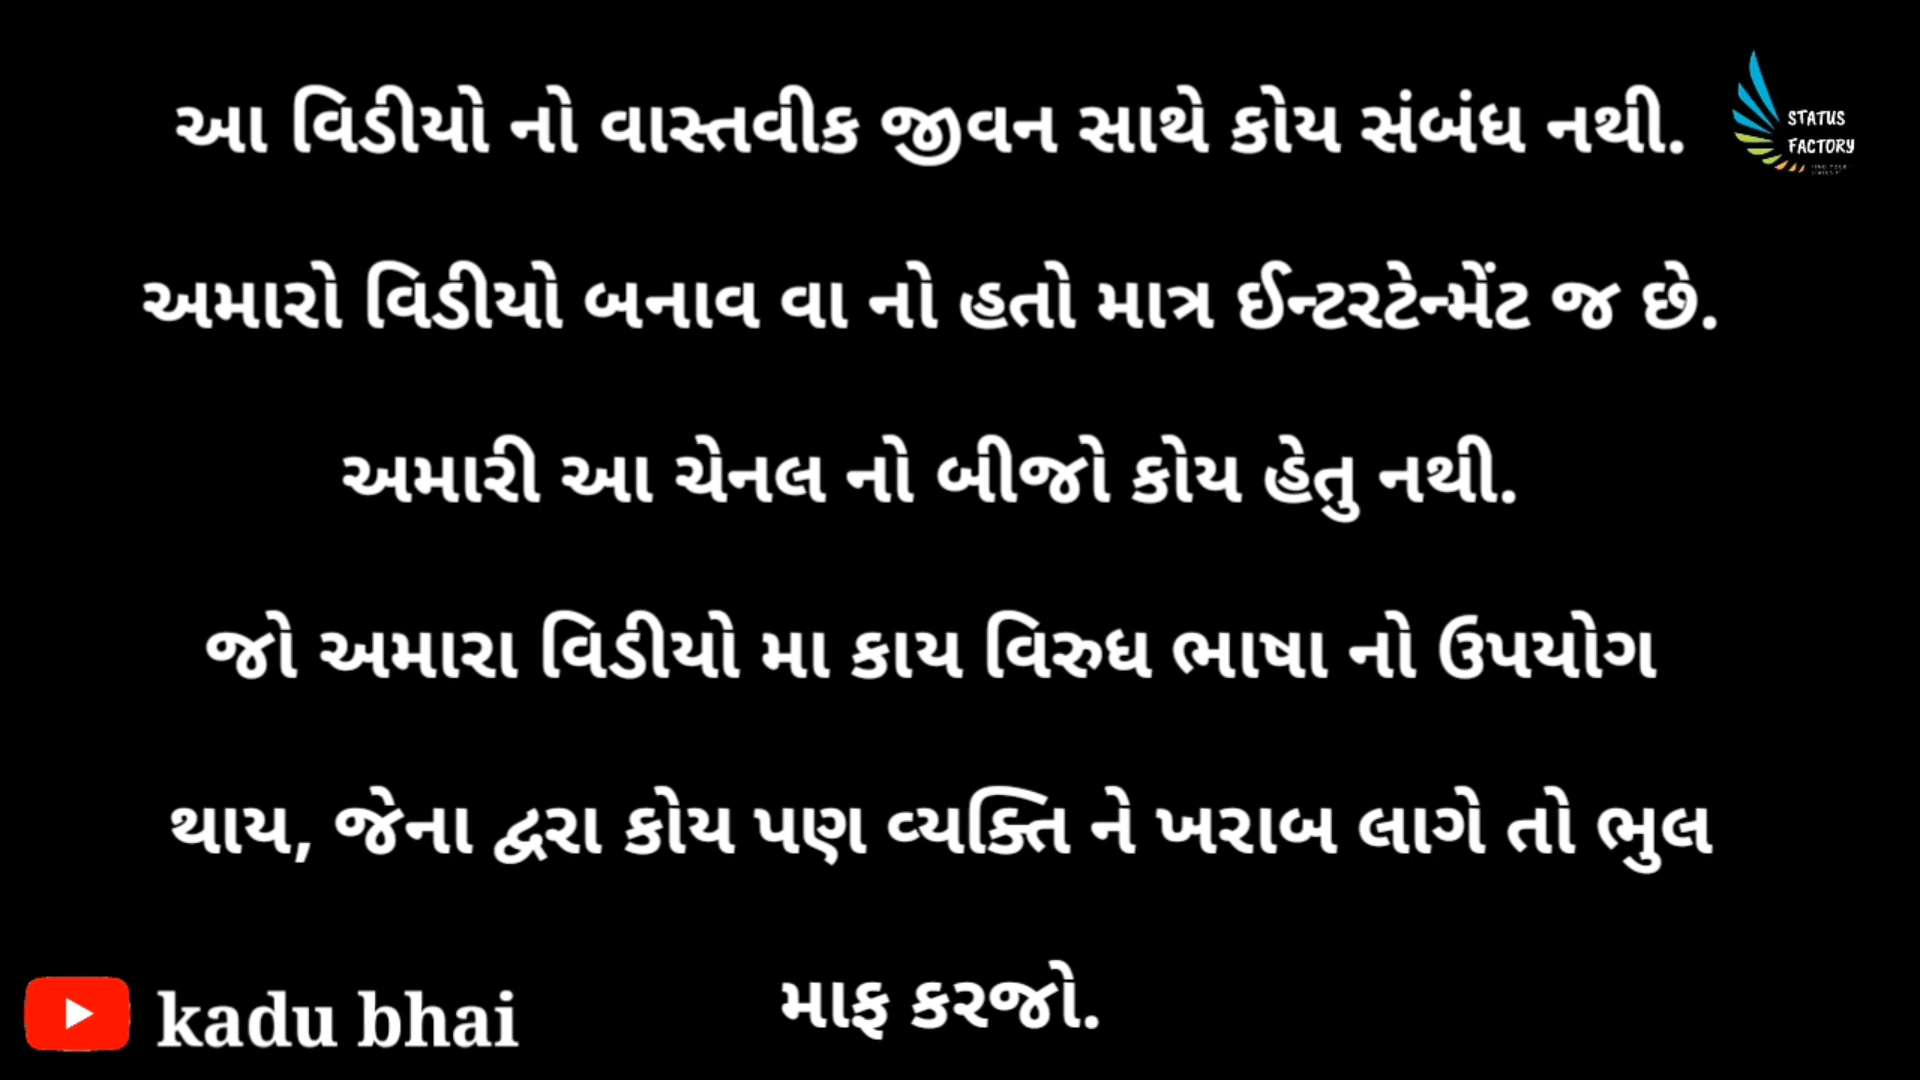 આ વિડીયો નો વાસ્તવીક જીવન સાથે કોય સંબંધ નથી.
STATUS
FACTORY
અમારો વિડીયો બનાવ વા નો હતો માત્ર ઈન્ટરટેન્મેંટ જ છે.
અમારી આ ચેનલ નો બીજો કોય હેતુ નથી.
જો અમારા વિડીયો મા કાય વિરુધ ભાષા નો ઉપયોગ
થાય, જેના દ્વરા કોય પણ વ્યક્તિ ને ખરાબ લાગે તો ભુલ
માફ કરજો.
kadu bhai